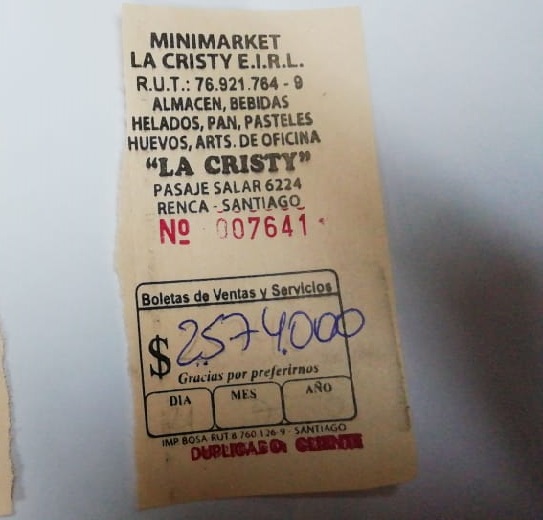 MINIMARKET
LA CRISTY E.I.R.L.
R.U.T.: 76.921.764 - 9
ALMACEN, BEBIDAS
HELADOS, PAN, PASTELES
HUEVOS, ARTS. DE OFICINA
"LA CRISTY"
PASAJE SALAR 6224
RENCA - SANTIAGO
Nº 007641
Boletas de Ventas y Servicios
$ 2.574.000
Gracias por preferirnos
DIA MES AÑO
IMP. BOSA RUT 8.760.126-9 - SANTIAGO
DUPLICADO: CLIENTE